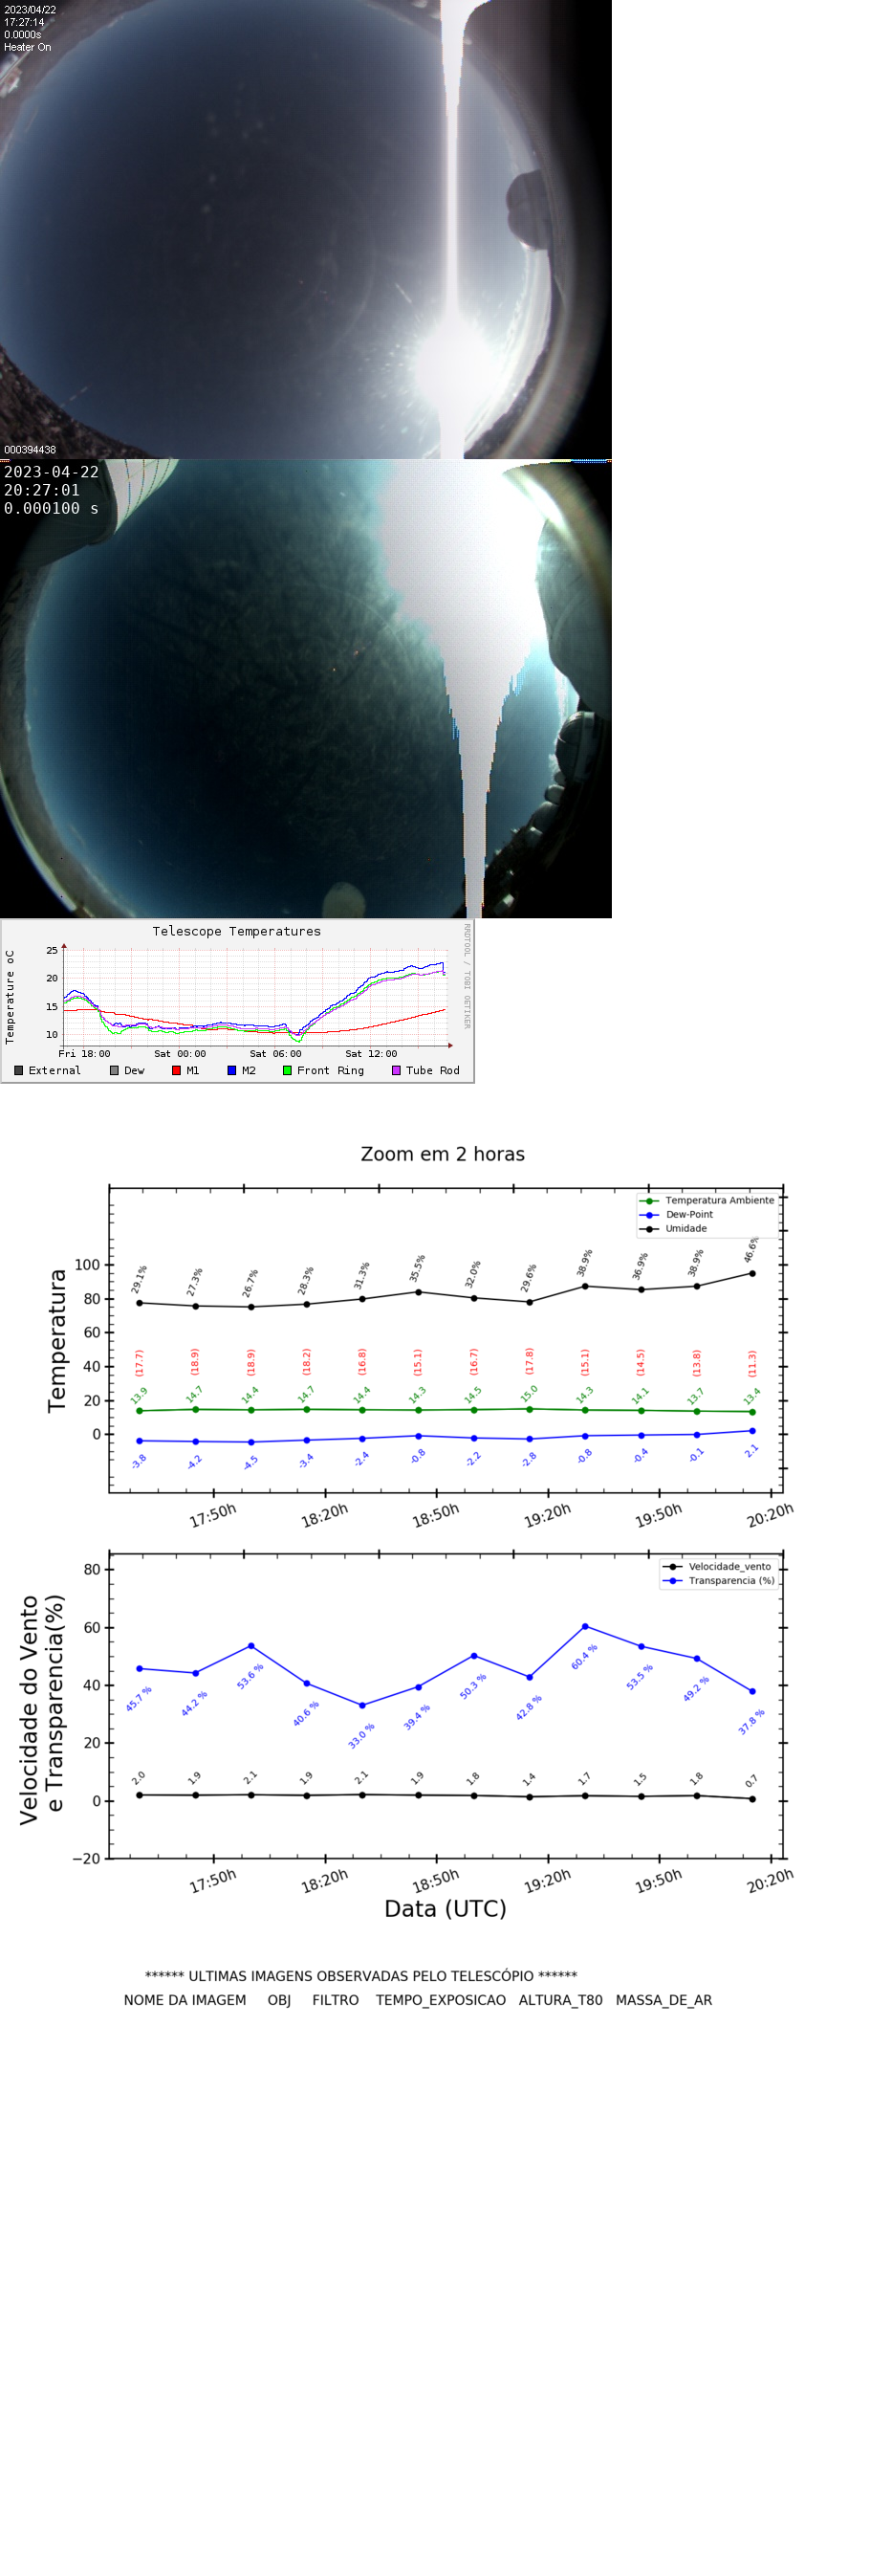 2023/04/22
17:27:14
0.0000s
Heater On
000394438
2023-04-22
20:27:01
0.000100 s
Telescope Temperatures
RRDTOOL / TOBI OETIKER
Temperature oC
25
20
15
10
Fri 18:00 Sat 00:00 Sat 06:00 Sat 12:00
External Dew M1 M2 Front Ring Tube Rod
Zoom em 2 horas
Temperatura Ambiente
Dew-Point
Umidade
Temperatura
100
80
60
40
20
0
29.1% 27.3% 26.7% 28.3% 31.3% 35.5% 32.0% 29.6% 38.9% 36.9% 38.9% 46.6%
(17.7) (18.9) (18.9) (18.2) (16.8) (15.1) (16.7) (17.8) (15.1) (14.5) (13.8) (11.3)
13.9 14.7 14.4 14.7 14.4 14.3 14.5 15.0 14.3 14.1 13.7 13.4
-3.8 -4.2 -4.5 -3.4 -2.4 -0.8 -2.2 -2.8 -0.8 -0.4 -0.1 2.1
17:50h 18:20h 18:50h 19:20h 19:50h 20:20h
Velocidade_vento
Transparencia (%)
Velocidade do Vento
e Transparencia(%)
80
60
40
20
0
−20
45.7 % 44.2 % 53.6 % 40.6 % 33.0 % 39.4 % 50.3 % 42.8 % 60.4 % 53.5 % 49.2 % 37.8 %
2.0 1.9 2.1 1.9 2.1 1.9 1.8 1.4 1.7 1.5 1.8 0.7
17:50h 18:20h 18:50h 19:20h 19:50h 20:20h
Data (UTC)
****** ULTIMAS IMAGENS OBSERVADAS PELO TELESCÓPIO ******
NOME DA IMAGEM OBJ FILTRO TEMPO_EXPOSICAO ALTURA_T80 MASSA_DE_AR